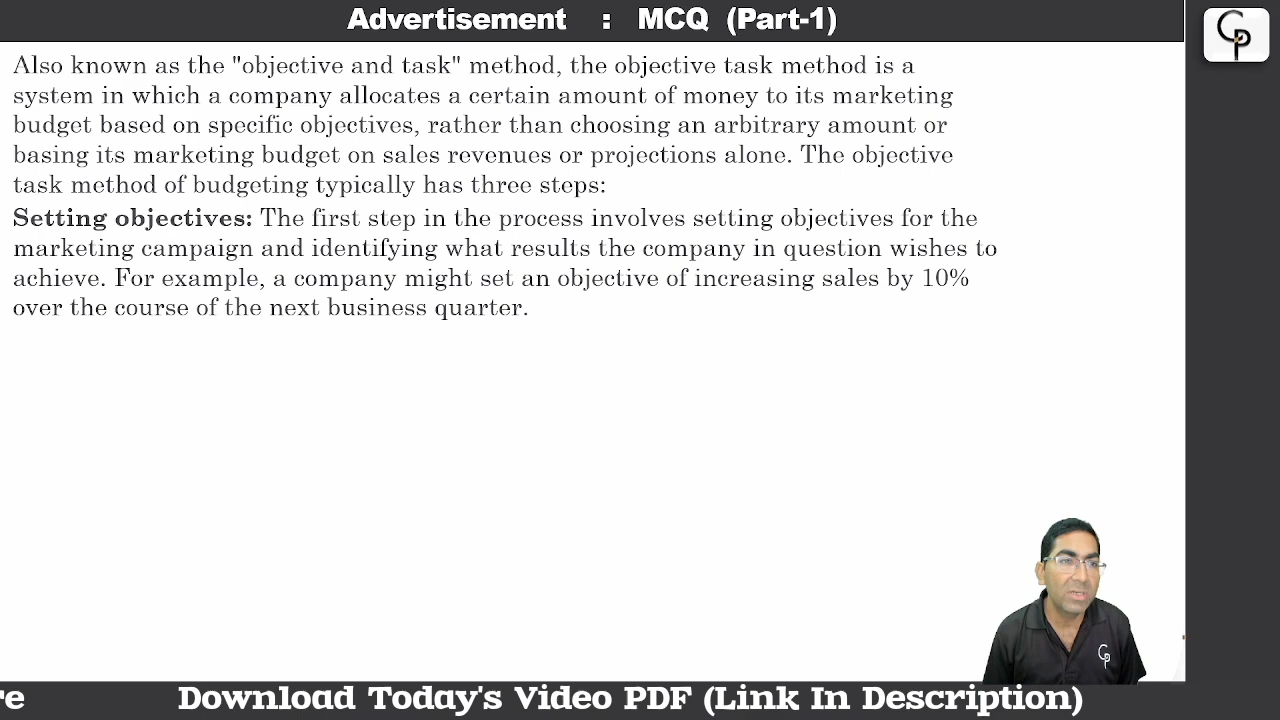 Advertisement : MCQ (Part-1)
CP
Also known as the "objective and task" method, the objective task method is a
system in which a company allocates a certain amount of money to its marketing
budget based on specific objectives, rather than choosing an arbitrary amount or
basing its marketing budget on sales revenues or projections alone. The objective
task method of budgeting typically has three steps:
Setting objectives: The first step in the process involves setting objectives for the
marketing campaign and identifying what results the company in question wishes to
achieve. For example, a company might set an objective of increasing sales by 10%
over the course of the next business quarter.
CP
re Download Today's Video PDF (Link In Description)